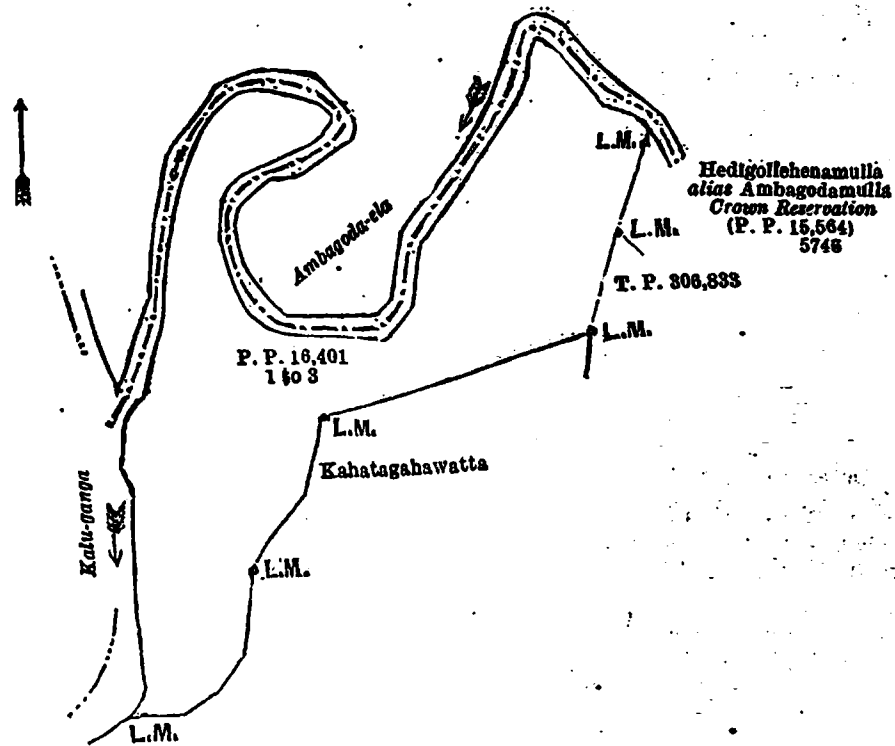 L.M.
Hedigollehenamulla
alias Ambagodamulla
Crown Reservation
(P. P. 15,564)
5746
L.M.
Ambagoda-ela
T. P. 306,833
L.M.
P. P. 16,401
1 to 3
L.M.
Kahatagahawatta
Kalu-ganga
L.M.
L.M.